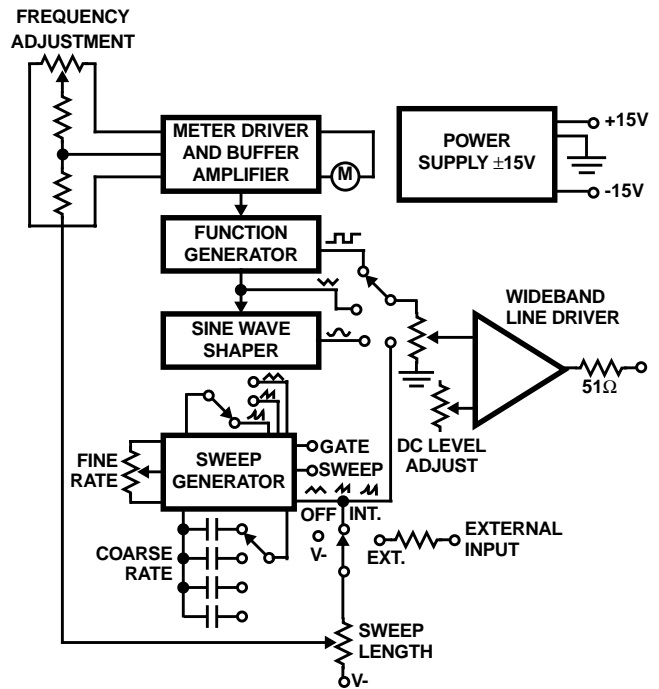 FREQUENCY
ADJUSTMENT
METER DRIVER
AND BUFFER
AMPLIFIER
M
POWER
SUPPLY ±15V
+15V
-15V
FUNCTION
GENERATOR
SINE WAVE
SHAPER
WIDEBAND
LINE DRIVER
51Ω
DC LEVEL
ADJUST
FINE
RATE
SWEEP
GENERATOR
GATE
SWEEP
OFF
INT.
V-
EXT.
EXTERNAL
INPUT
COARSE
RATE
SWEEP
LENGTH
V-